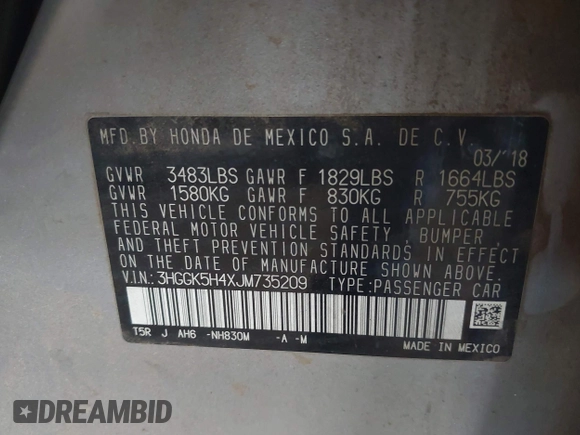 MFD. BY HONDA DE MEXICO S.A. DE C.V.
03/'18
GVWR 3483LBS GAWR F 1829LBS R 1664LBS
GVWR 1580KG GAWR F 830KG R 755KG
THIS VEHICLE CONFORMS TO ALL APPLICABLE
FEDERAL MOTOR VEHICLE SAFETY, BUMPER,
AND THEFT PREVENTION STANDARDS IN EFFECT
ON THE DATE OF MANUFACTURE SHOWN ABOVE.
V.I.N.: 3HGGK5H4XJM735209 TYPE:PASSENGER CAR
T5R J AH6 -NH830M -A -M
MADE IN MEXICO
DREAMBID